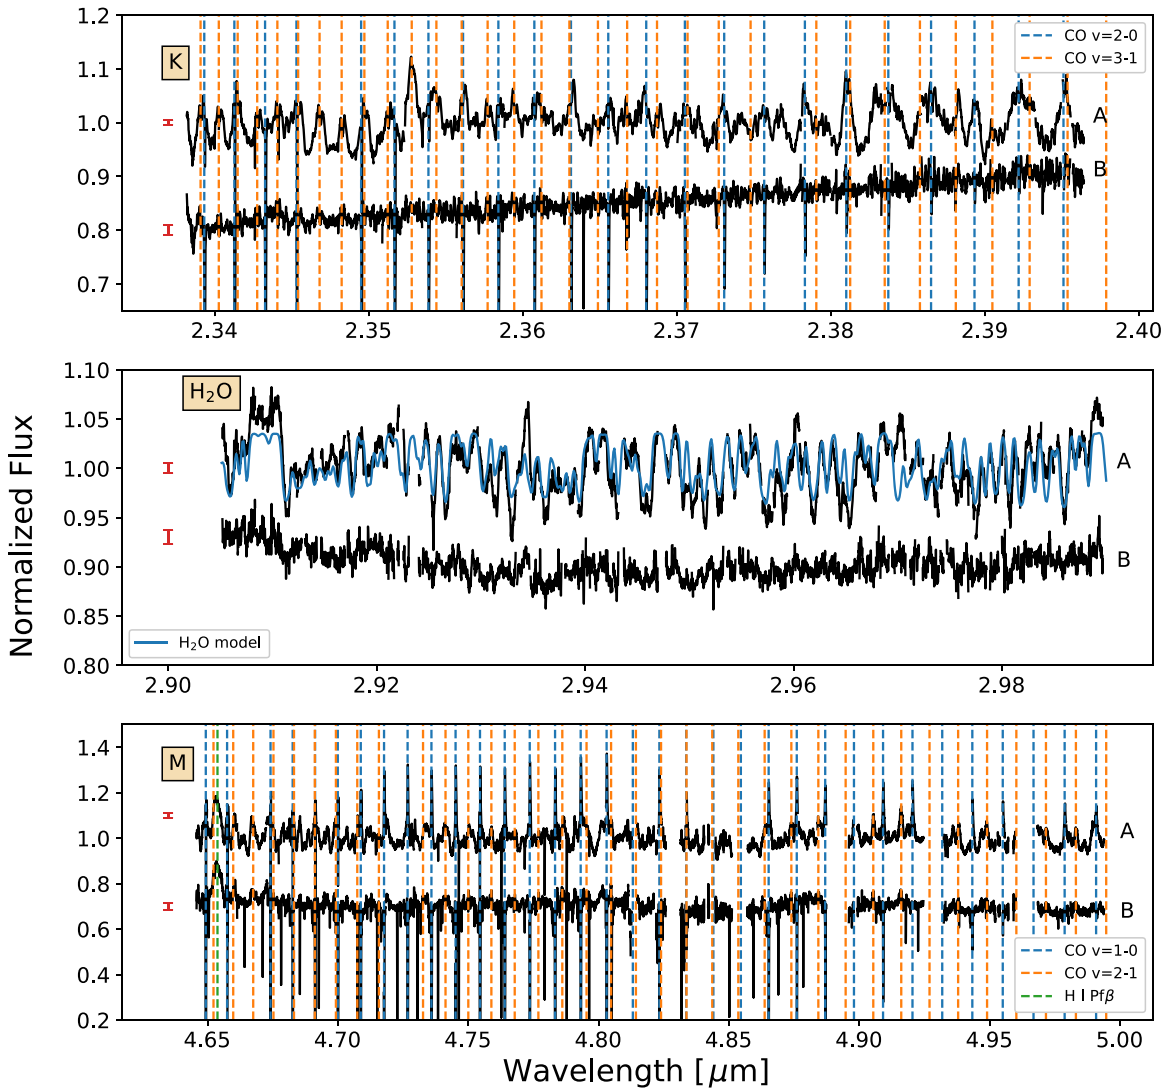 1.2
K
CO v=2-0
CO v=3-1
1.1
A
1.0
B
0.9
0.8
0.7
2.34 2.35 2.36 2.37 2.38 2.39 2.40
1.10
H₂O
1.05
A
1.00
0.95
B
0.90
0.85
H₂O model
0.80
2.90 2.92 2.94 2.96 2.98
Normalized Flux
1.4
M
1.2
A
1.0
0.8
B
0.6
CO v=1-0
0.4
CO v=2-1
H I Pfβ
0.2
4.65 4.70 4.75 4.80 4.85 4.90 4.95 5.00
Wavelength [μm]